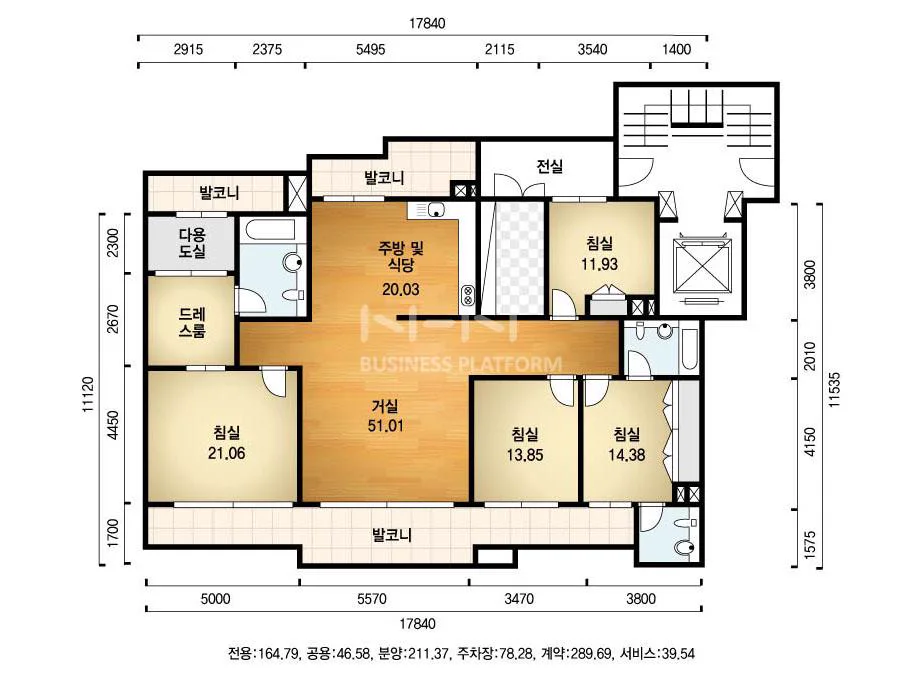 17840
2915 2375 5495 2115 3540 1400
전실
발코니
발코니
다용
도실
주방 및
식당
20.03
침실
11.93
드레
스룸
N-N
BUSINESS PLATFORM
거실
51.01
침실
21.06
침실
13.85
침실
14.38
발코니
2300
2670
4450
1700
11120
3800
2010
4150
1575
11535
5000 5570 3470 3800
17840
전용:164.79, 공용:46.58, 분양:211.37, 주차장:78.28, 계약:289.69, 서비스:39.54